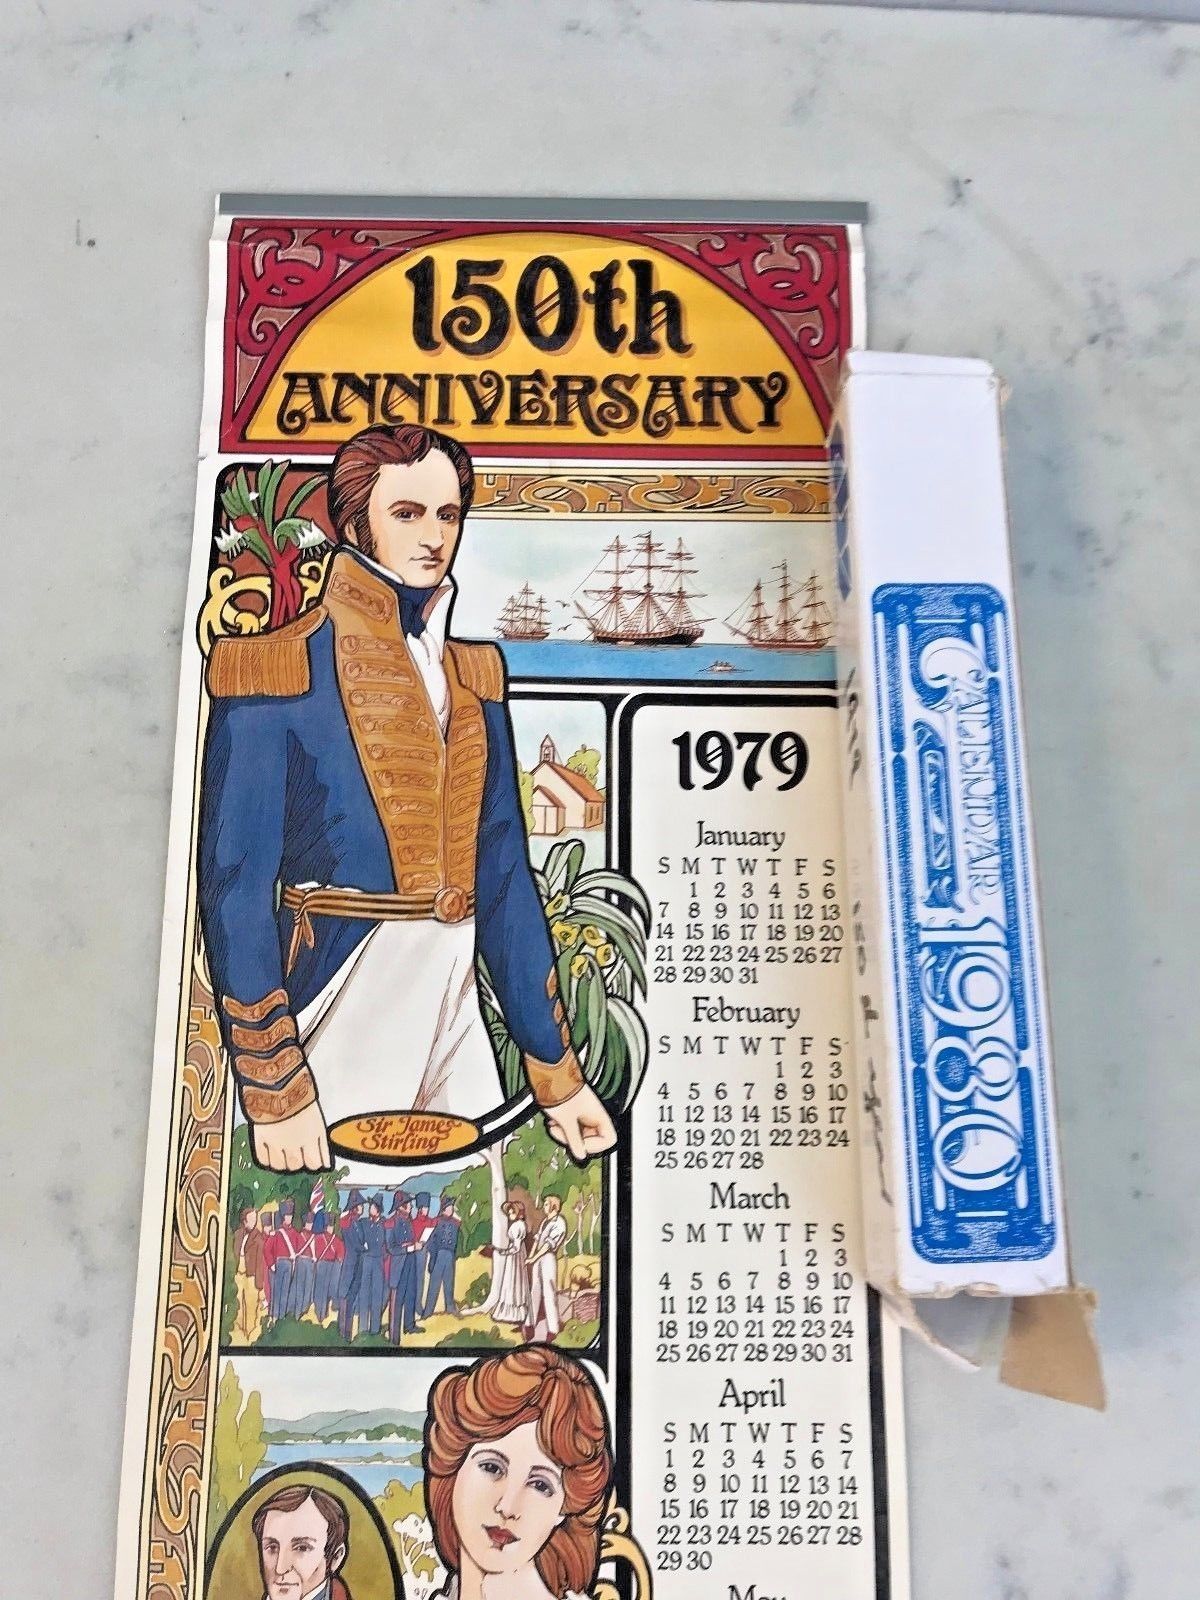 150th
ANNIVERSARY
Sir James
Stirling
1979
January
S M T W T F S
1 2 3 4 5 6
7 8 9 10 11 12 13
14 15 16 17 18 19 20
21 22 23 24 25 26 27
28 29 30 31
February
S M T W T F S
1 2 3
4 5 6 7 8 9 10
11 12 13 14 15 16 17
18 19 20 21 22 23 24
25 26 27 28
March
S M T W T F S
1 2 3
4 5 6 7 8 9 10
11 12 13 14 15 16 17
18 19 20 21 22 23 24
25 26 27 28 29 30 31
April
S M T W T F S
1 2 3 4 5 6 7
8 9 10 11 12 13 14
15 16 17 18 19 20 21
22 23 24 25 26 27 28
29 30
May
CALENDAR
1980